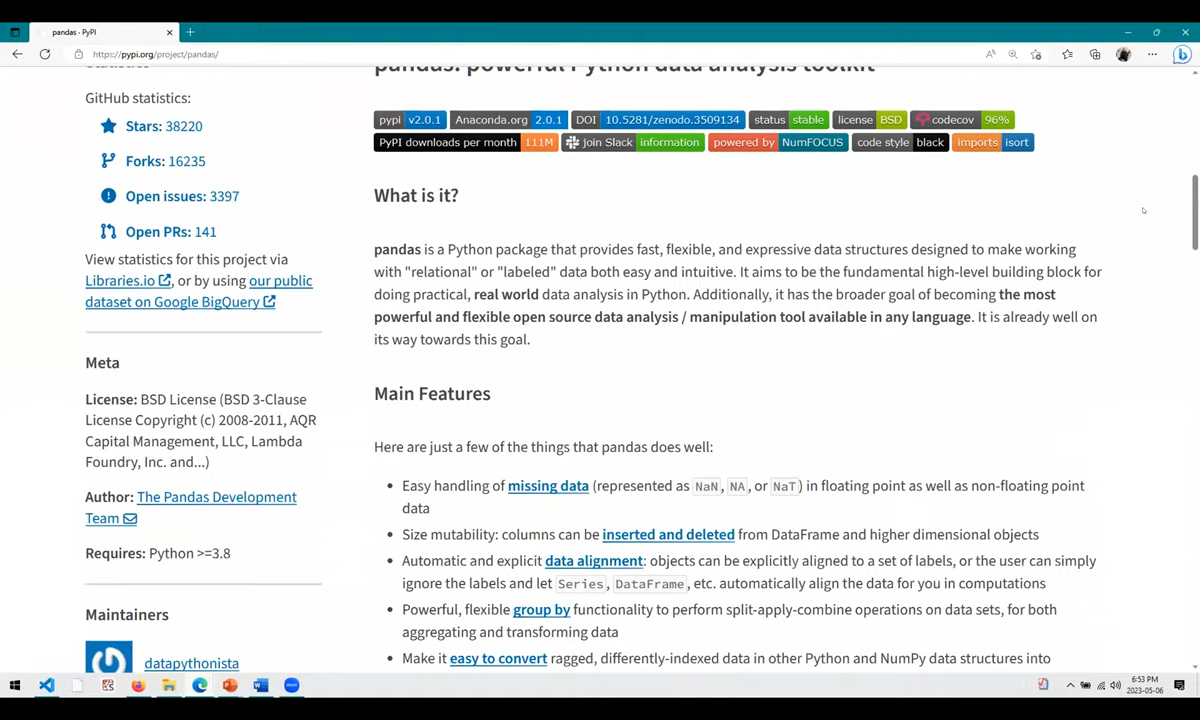 pandas · PyPI
https://pypi.org/project/pandas/
Statistics
GitHub statistics:
Stars: 38220
Forks: 16235
Open issues: 3397
Open PRs: 141
View statistics for this project via
Libraries.io, or by using our public
dataset on Google BigQuery
Meta
License: BSD License (BSD 3-Clause
License Copyright (c) 2008-2011, AQR
Capital Management, LLC, Lambda
Foundry, Inc. and...)
Author: The Pandas Development
Team
Requires: Python >=3.8
Maintainers
datapythonista
pandas: powerful Python data analysis toolkit
pypi v2.0.1 Anaconda.org 2.0.1 DOI 10.5281/zenodo.3509134 status stable license BSD codecov 96%
PyPI downloads per month 111M join Slack information powered by NumFOCUS code style black imports isort
What is it?
pandas is a Python package that provides fast, flexible, and expressive data structures designed to make working
with "relational" or "labeled" data both easy and intuitive. It aims to be the fundamental high-level building block for
doing practical, real world data analysis in Python. Additionally, it has the broader goal of becoming the most
powerful and flexible open source data analysis / manipulation tool available in any language. It is already well on
its way towards this goal.
Main Features
Here are just a few of the things that pandas does well:
Easy handling of missing data (represented as NaN, NA, or NaT) in floating point as well as non-floating point
data
Size mutability: columns can be inserted and deleted from DataFrame and higher dimensional objects
Automatic and explicit data alignment: objects can be explicitly aligned to a set of labels, or the user can simply
ignore the labels and let Series, DataFrame, etc. automatically align the data for you in computations
Powerful, flexible group by functionality to perform split-apply-combine operations on data sets, for both
aggregating and transforming data
Make it easy to convert ragged, differently-indexed data in other Python and NumPy data structures into
6:53 PM
2023-05-06